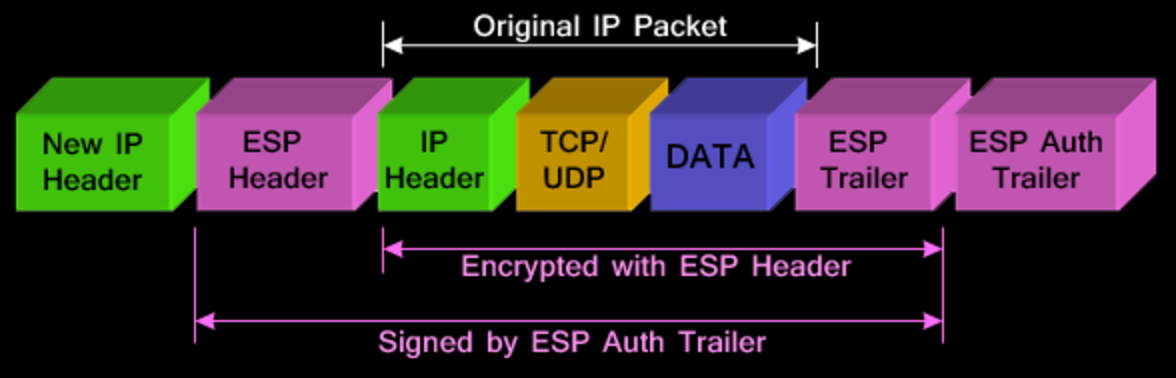 Original IP Packet
New IP
Header
ESP
Header
IP
Header
TCP/
UDP
DATA
ESP
Trailer
ESP Auth
Trailer
Encrypted with ESP Header
Signed by ESP Auth Trailer